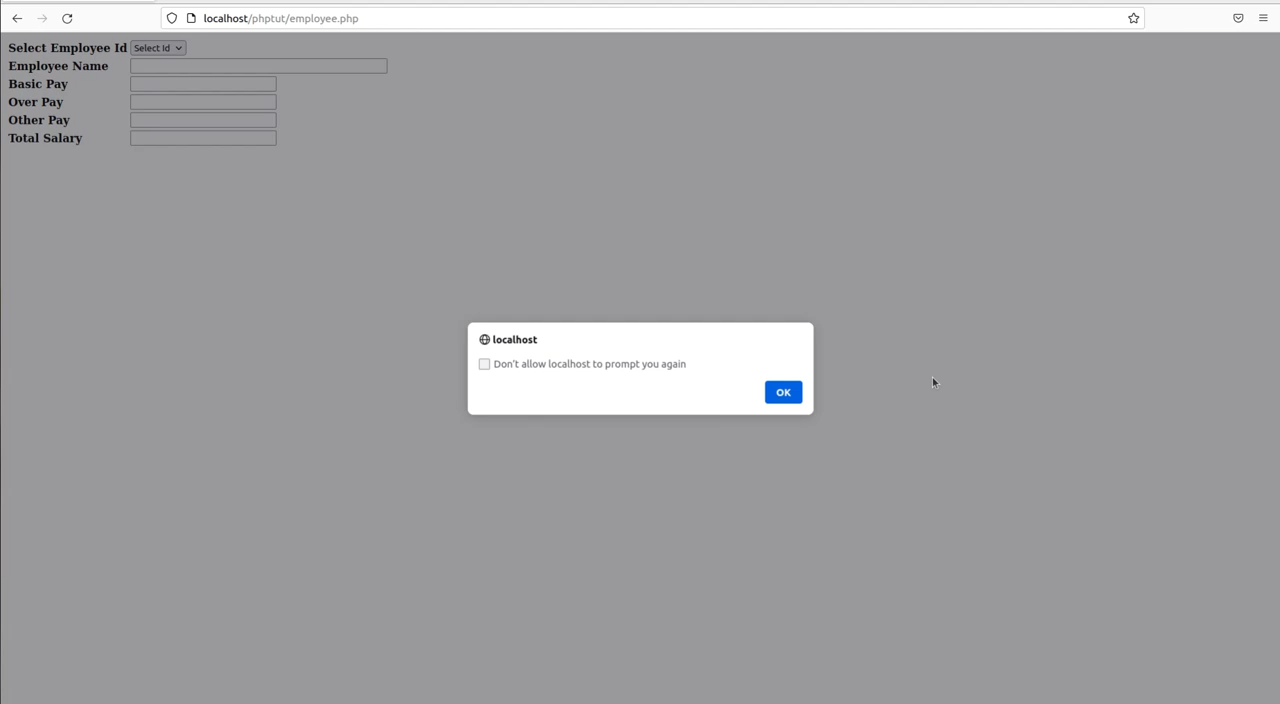 localhost/phptut/employee.php
Select Employee Id Select Id
Employee Name
Basic Pay
Over Pay
Other Pay
Total Salary
localhost
Don't allow localhost to prompt you again
OK